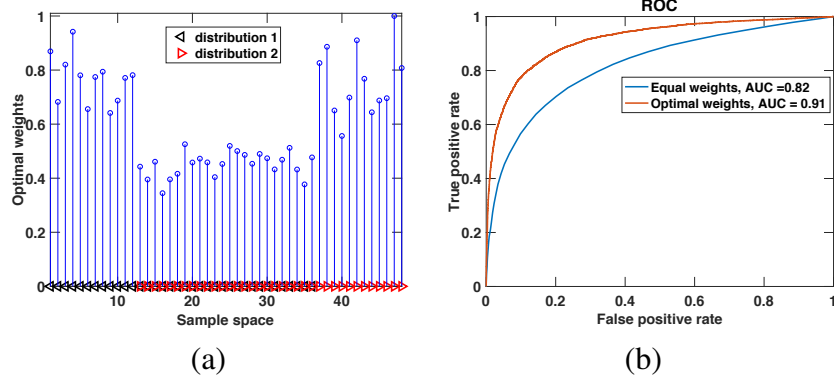 ROC
1
0.8
0.6
0.4
0.2
0
Optimal weights
distribution 1
distribution 2
10
20
30
40
Sample space
(a)
1
0.8
0.6
0.4
0.2
0
True positive rate
Equal weights, AUC =0.82
Optimal weights, AUC = 0.91
0
0.2
0.4
0.6
0.8
1
False positive rate
(b)